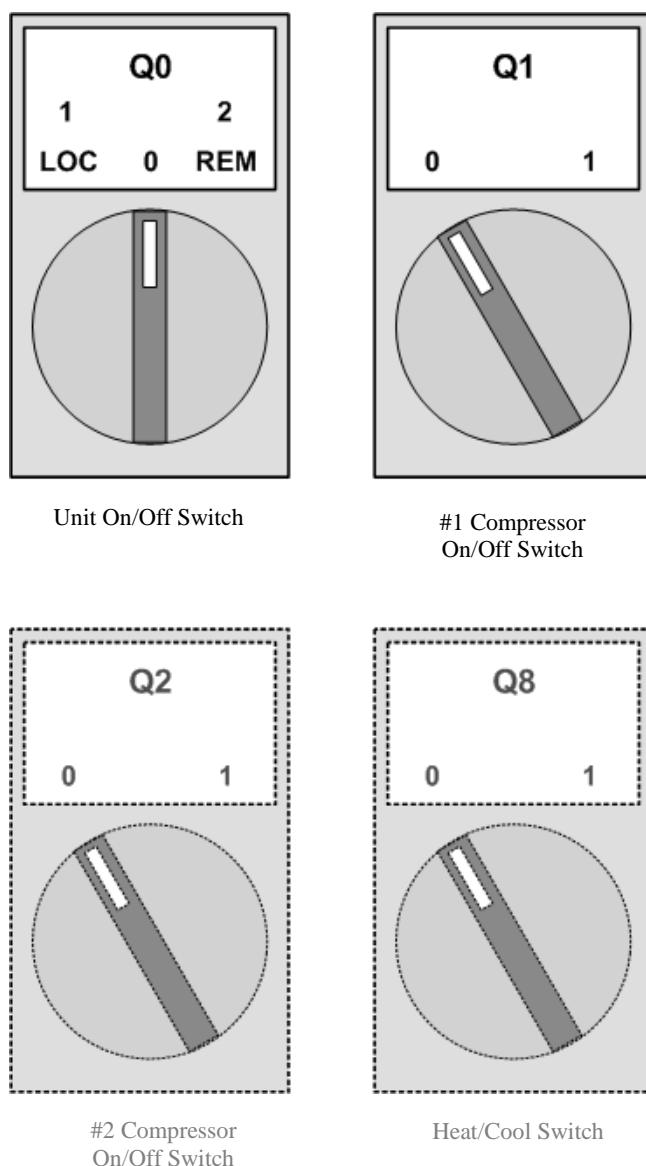 Q0
1 2
LOC 0 REM
Unit On/Off Switch
Q1
0 1
#1 Compressor
On/Off Switch
Q2
0 1
#2 Compressor
On/Off Switch
Q8
0 1
Heat/Cool Switch